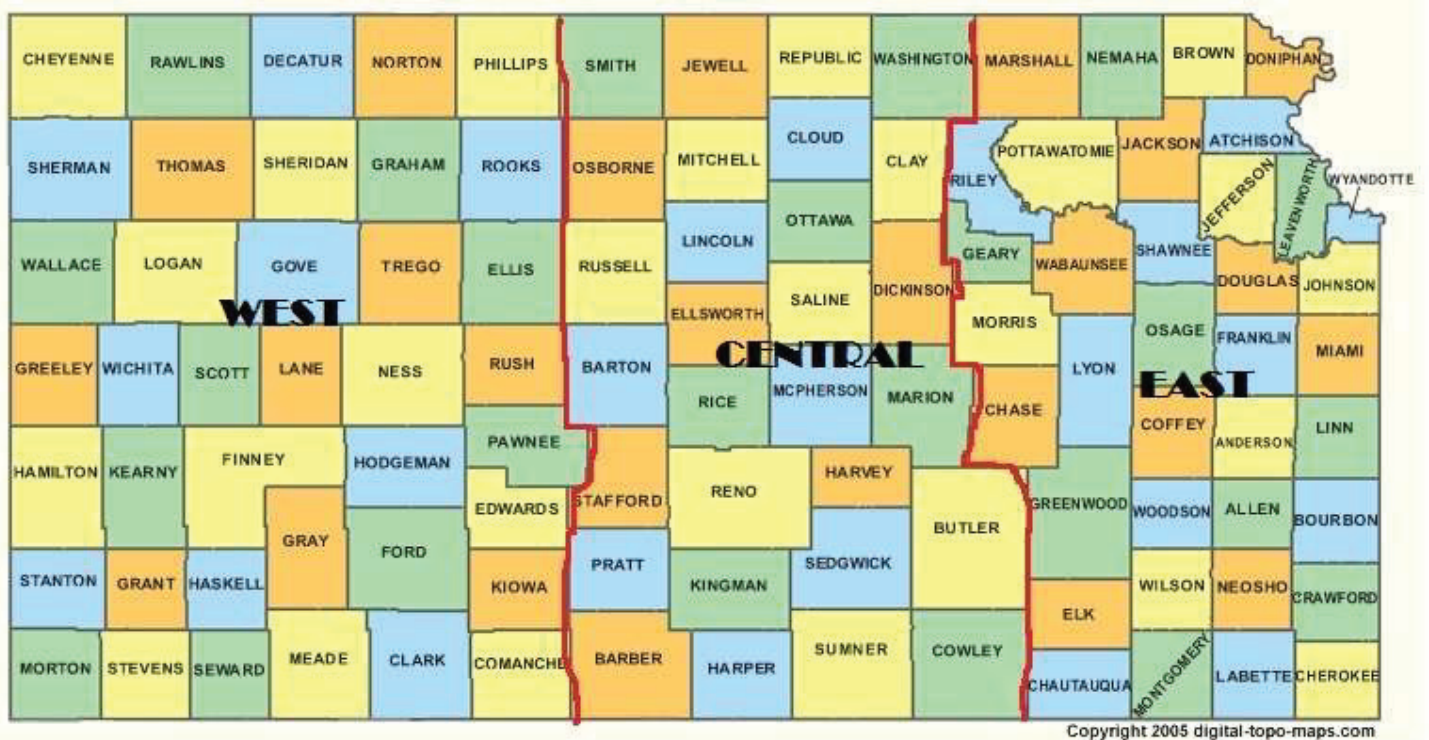 CHEYENNE
RAWLINS
DECATUR
NORTON
PHILLIPS
SMITH
JEWELL
REPUBLIC
WASHINGTON
MARSHALL
NEMAHA
BROWN
DONIPHAN
SHERMAN
THOMAS
SHERIDAN
GRAHAM
ROOKS
OSBORNE
MITCHELL
CLOUD
CLAY
RILEY
POTTAWATOMIE
JACKSON
ATCHISON
JEFFERSON
LEAVENWORTH
WYANDOTTE
WALLACE
LOGAN
GOVE
TREGO
ELLIS
RUSSELL
LINCOLN
OTTAWA
GEARY
WABAUNSEE
SHAWNEE
DOUGLAS
JOHNSON
WEST
ELLSWORTH
SALINE
DICKINSON
MORRIS
OSAGE
FRANKLIN
MIAMI
GREELEY
WICHITA
SCOTT
LANE
NESS
RUSH
BARTON
CENTRAL
RICE
MCPHERSON
MARION
CHASE
LYON
EAST
COFFEY
ANDERSON
LINN
HAMILTON
KEARNY
FINNEY
HODGEMAN
PAWNEE
EDWARDS
STAFFORD
RENO
HARVEY
BUTLER
GREENWOOD
WOODSON
ALLEN
BOURBON
GRAY
FORD
STANTON
GRANT
HASKELL
KIOWA
PRATT
KINGMAN
SEDGWICK
ELK
WILSON
NEOSHO
CRAWFORD
MORTON
STEVENS
SEWARD
MEADE
CLARK
COMANCHE
BARBER
HARPER
SUMNER
COWLEY
CHAUTAUQUA
MONTGOMERY
LABETTE
CHEROKEE
Copyright 2005 digital-topo-maps.com